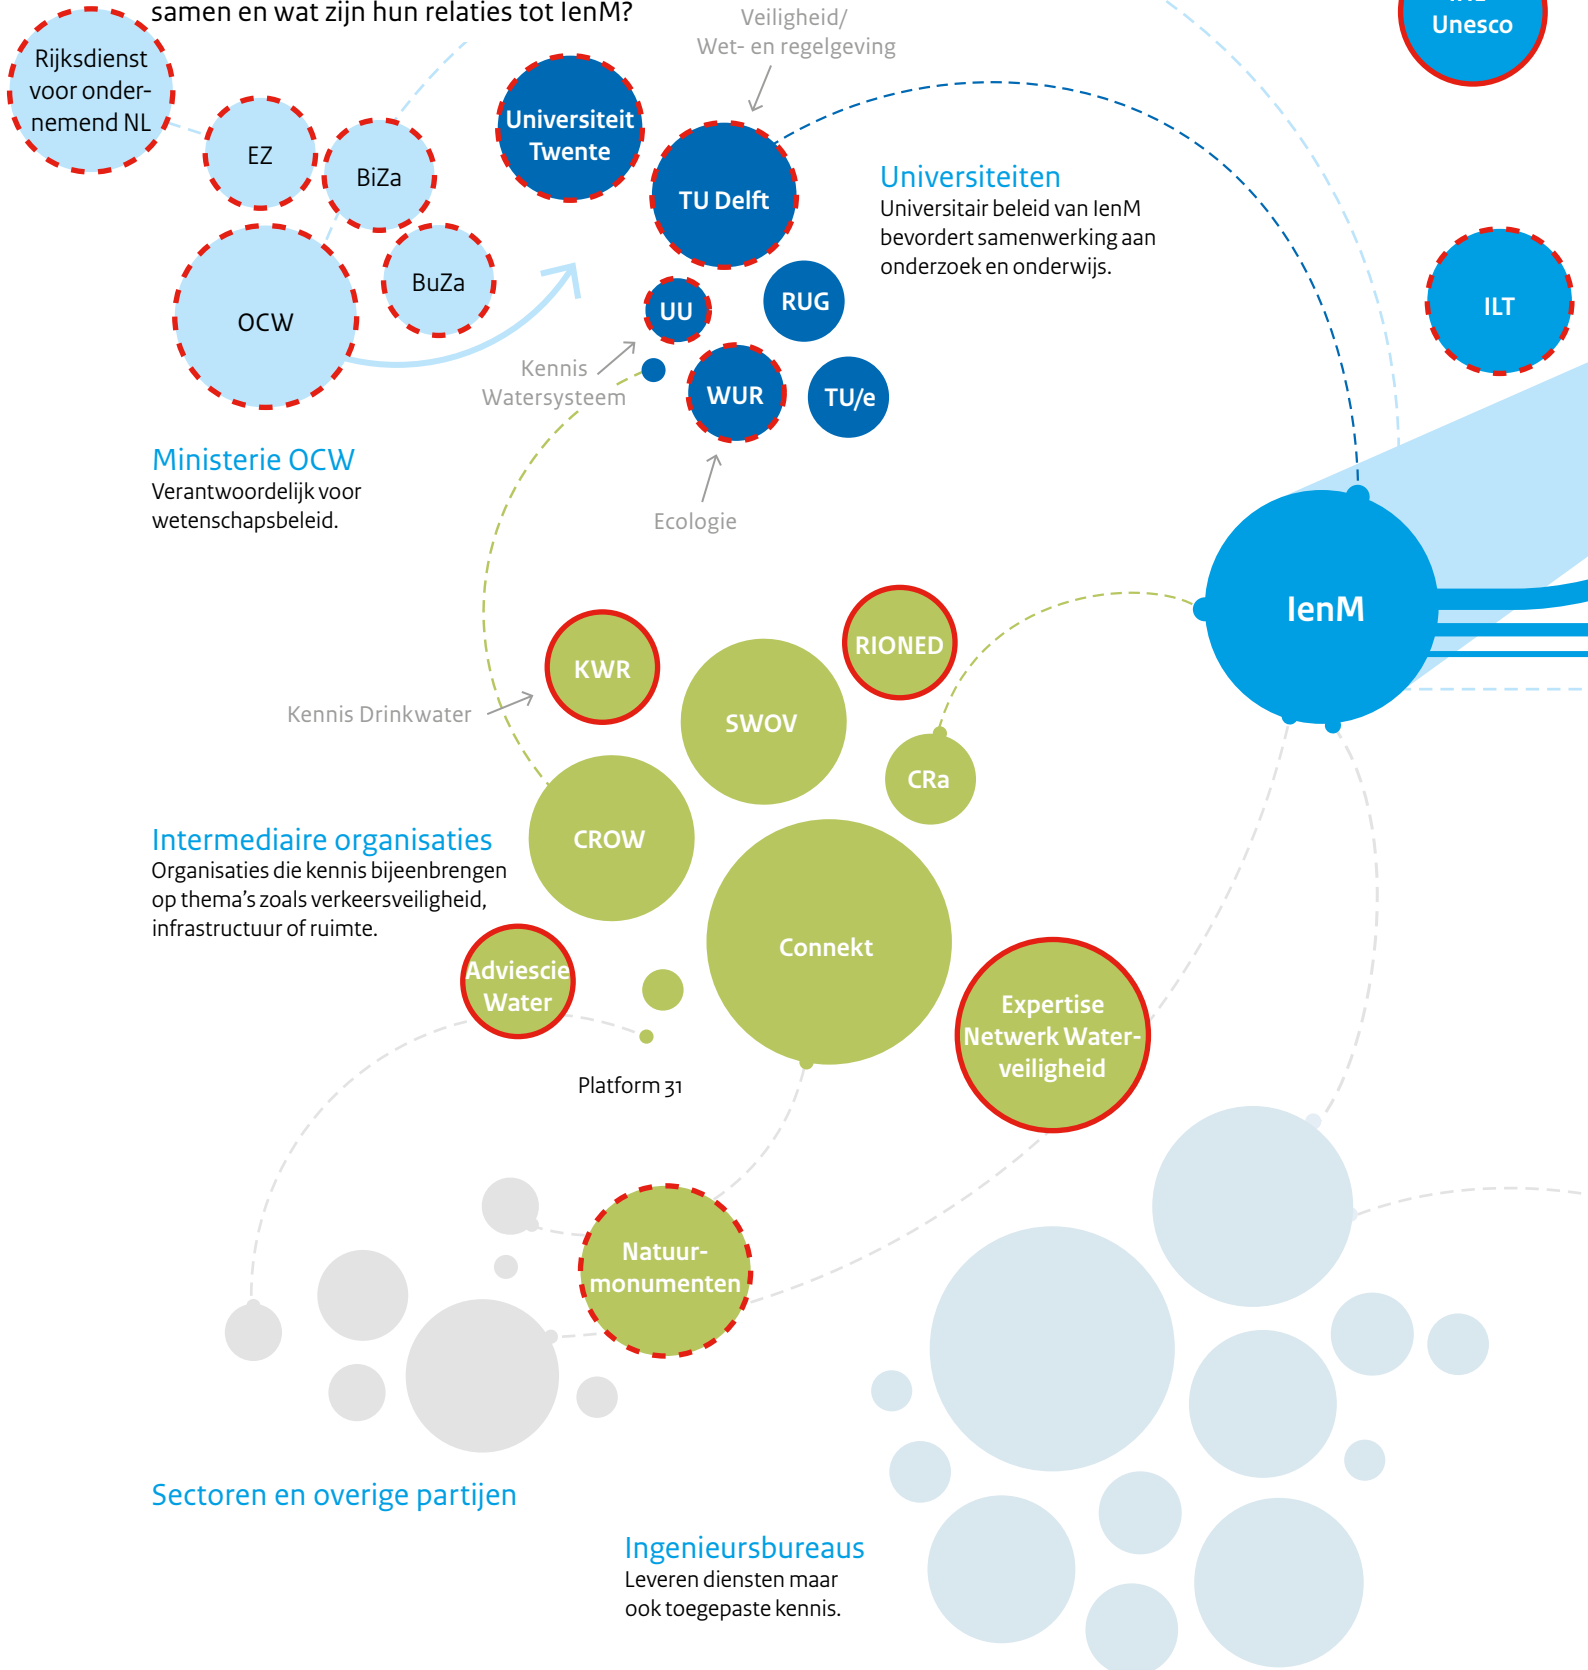 samen en wat zijn hun relaties tot IenM?
Veiligheid/
Wet- en regelgeving
Unesco
Rijksdienst
voor onder-
nemend NL
EZ
BiZa
BuZa
OCW
Universiteit
Twente
TU Delft
UU
RUG
WUR
TU/e
Universiteiten
Universitair beleid van IenM
bevordert samenwerking aan
onderzoek en onderwijs.
ILT
Kennis
Watersysteem
Ecologie
Ministerie OCW
Verantwoordelijk voor
wetenschapsbeleid.
IenM
KWR
RIONED
SWOV
Kennis Drinkwater
CRa
CROW
Intermediaire organisaties
Organisaties die kennis bijeenbrengen
op thema's zoals verkeersveiligheid,
infrastructuur of ruimte.
Connekt
Adviescie
Water
Expertise
Netwerk Water-
veiligheid
Platform 31
Natuur-
monumenten
Sectoren en overige partijen
Ingenieursbureaus
Leveren diensten maar
ook toegepaste kennis.